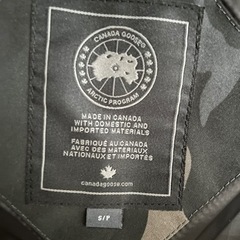 CANADA GOOSE
ARCTIC PROGRAM
MADE IN CANADA
WITH DOMESTIC AND
IMPORTED MATERIALS
FABRIQUÉ AU CANADA
AVEC DES MATÉRIAUX
NATIONAUX ET IMPORTÉS
canadagoose.com
S/P